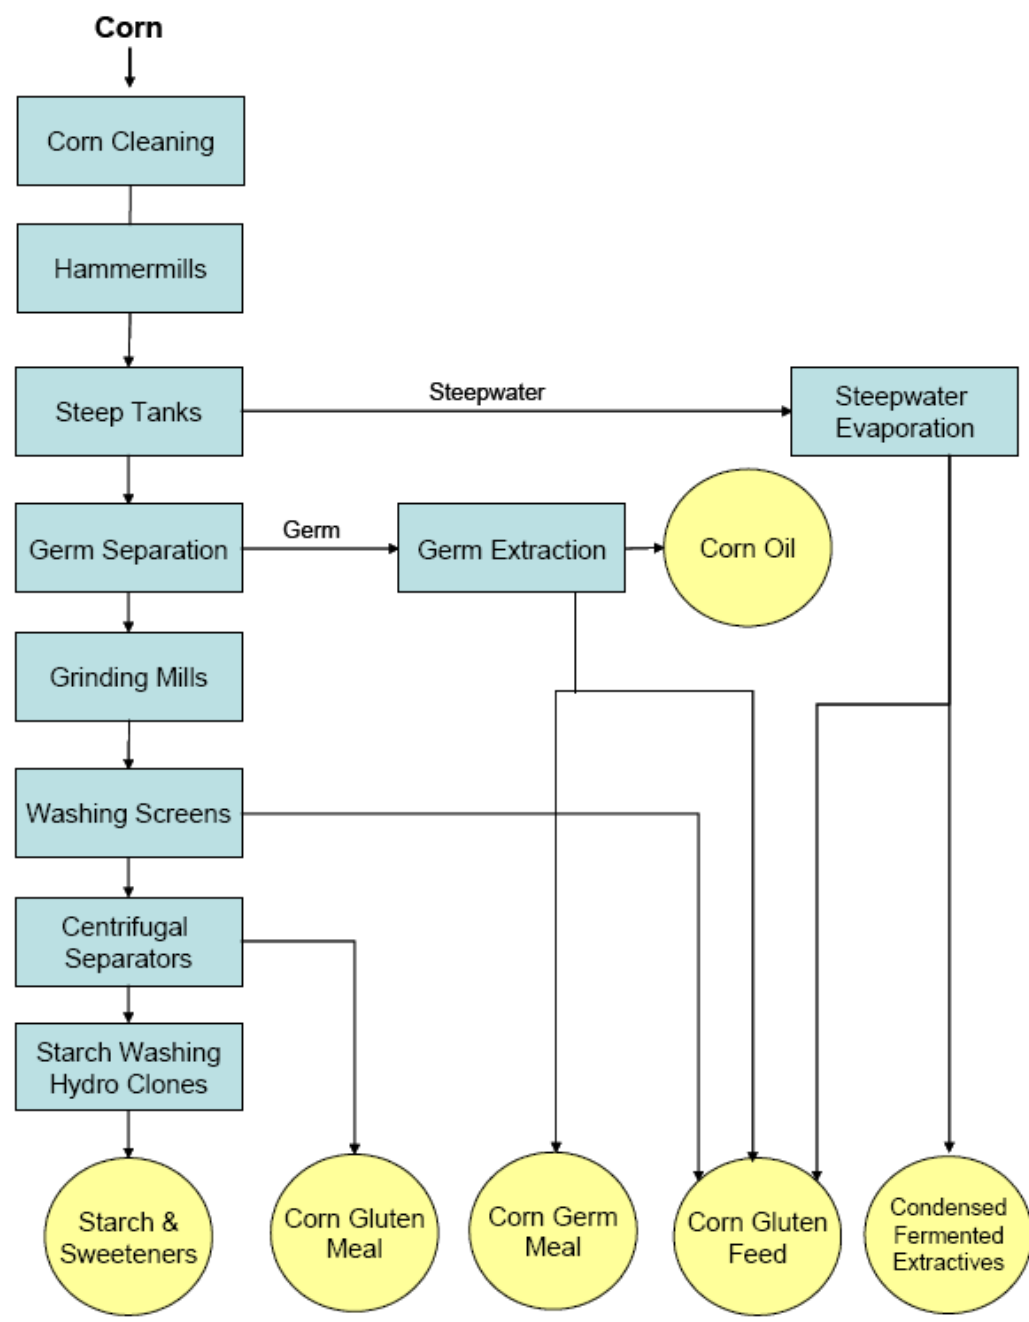 Corn
Corn Cleaning
Hammermills
Steep Tanks
Steepwater
Steepwater
Evaporation
Germ Separation
Germ
Germ Extraction
Corn Oil
Grinding Mills
Washing Screens
Centrifugal
Separators
Starch Washing
Hydro Clones
Starch &
Sweeteners
Corn Gluten
Meal
Corn Germ
Meal
Corn Gluten
Feed
Condensed
Fermented
Extractives